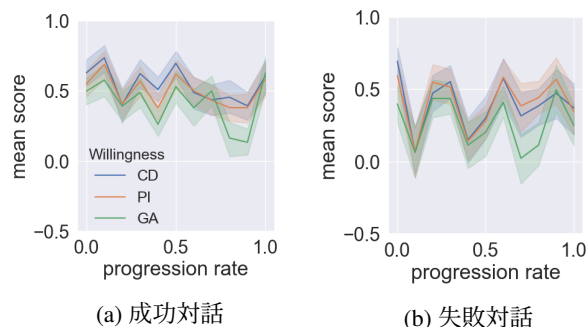 1.0
0.5
0.0
−0.5
mean score
Willingness
CD
PI
GA
0.0 0.5 1.0
progression rate
(a) 成功対話
1.0
0.5
0.0
−0.5
mean score
0.0 0.5 1.0
progression rate
(b) 失敗対話